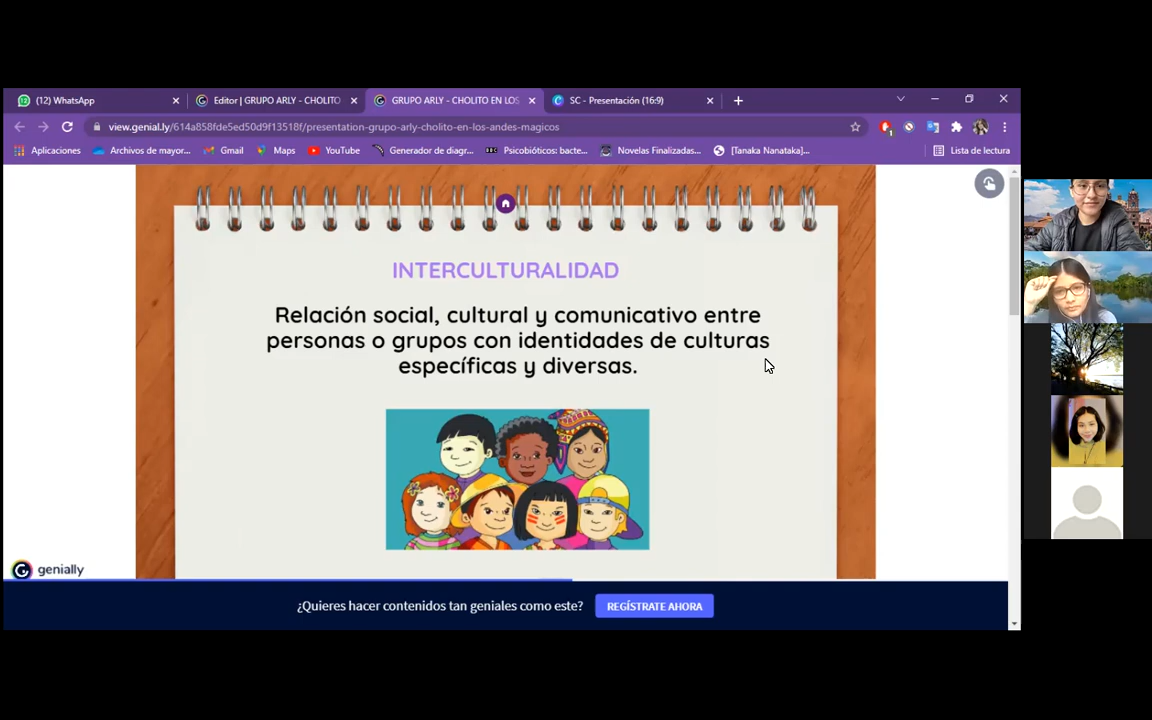 (12) WhatsApp
Editor | GRUPO ARLY - CHOLITO
GRUPO ARLY - CHOLITO EN LOS
SC - Presentación (16:9)
view.genial.ly/614a858fde5ed50d9f13518f/presentation-grupo-arly-cholito-en-los-andes-magicos
Aplicaciones
Archivos de mayor...
Gmail
Maps
YouTube
Generador de diagr...
Psicobióticos: bacte...
Novelas Finalizadas...
[Tanaka Nanataka]...
Lista de lectura
INTERCULTURALIDAD
Relación social, cultural y comunicativo entre
personas o grupos con identidades de culturas
específicas y diversas.
genially
¿Quieres hacer contenidos tan geniales como este?
REGÍSTRATE AHORA